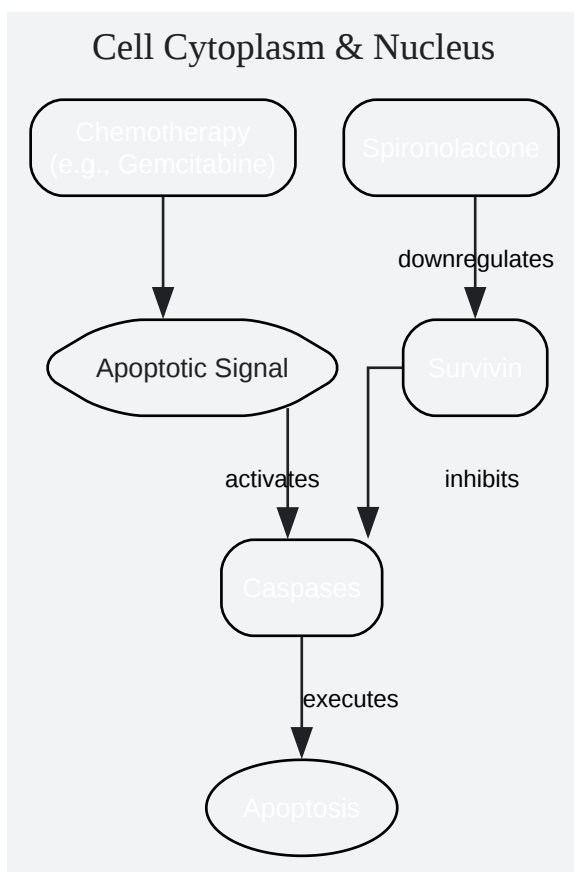 Cell Cytoplasm & Nucleus
Chemotherapy
(e.g., Gemcitabine)
Spironolactone
downregulates
Apoptotic Signal
Survivin
activates
inhibits
Caspases
executes
Apoptosis